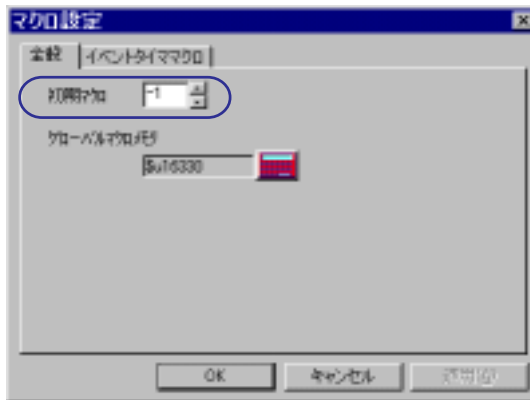 マクロ設定
全般 イベントタイママクロ
初期マクロ -1
グローバルマクロメモリ
$u16330
OK キャンセル 適用(A)